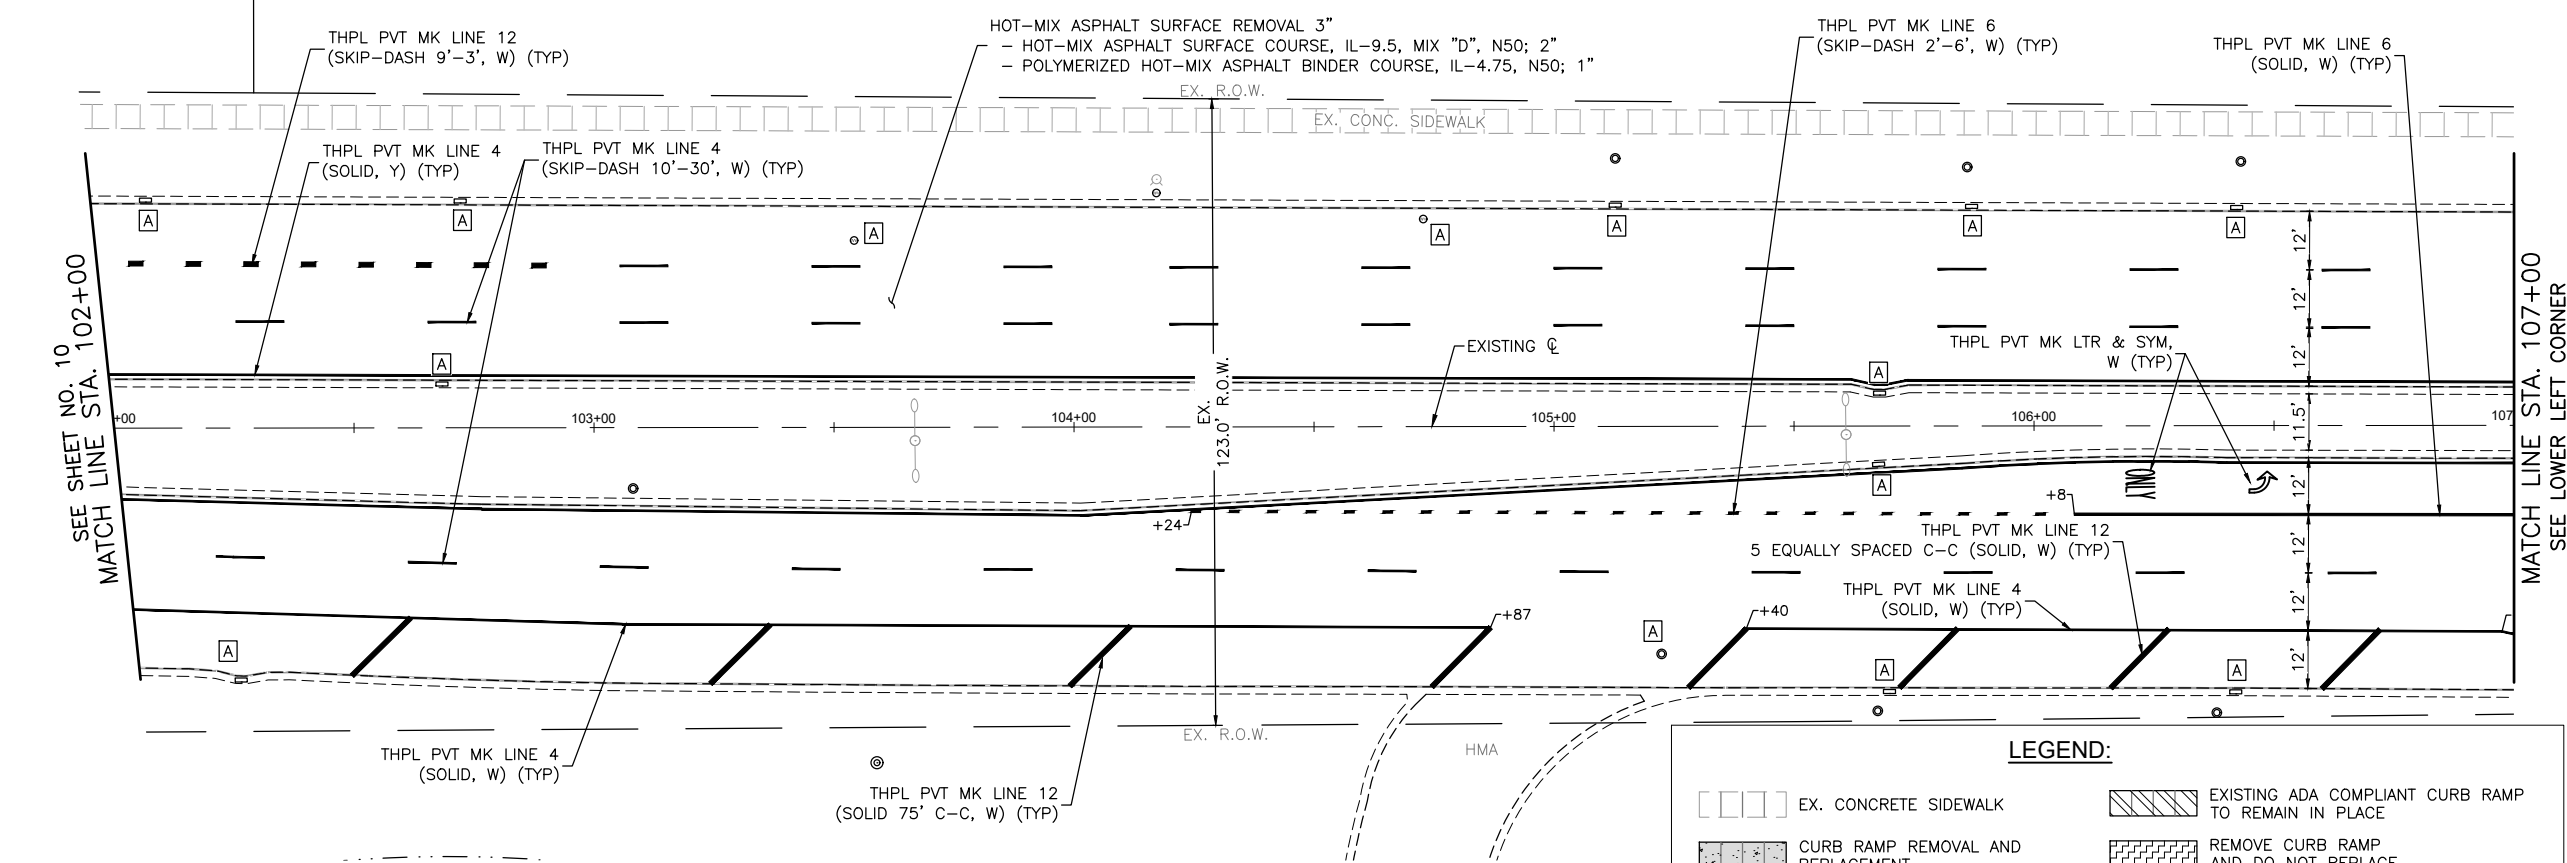 THPL PVT MK LINE 12
(SKIP-DASH 9'-3', W) (TYP)
HOT-MIX ASPHALT SURFACE REMOVAL 3"
- HOT-MIX ASPHALT SURFACE COURSE, IL-9.5, MIX "D", N50; 2"
- POLYMERIZED HOT-MIX ASPHALT BINDER COURSE, IL-4.75, N50; 1"
THPL PVT MK LINE 6
(SKIP-DASH 2'-6', W) (TYP)
THPL PVT MK LINE 6
(SOLID, W) (TYP)
EX. R.O.W.
EX. CONC. SIDEWALK
THPL PVT MK LINE 4
(SOLID, Y) (TYP)
THPL PVT MK LINE 4
(SKIP-DASH 10'-30', W) (TYP)
A
A
A
A
A
A
A
12'
12'
12'
11.5'
12'
12'
12'
12'
SEE SHEET NO. 10
MATCH LINE STA. 102+00
A
EXISTING ℄
A
THPL PVT MK LTR & SYM,
W (TYP)
EX.
123.0' R.O.W.
+00
103+00
104+00
105+00
106+00
107
MATCH LINE STA. 107+00
SEE LOWER LEFT CORNER
A
ONLY
+8
+24
THPL PVT MK LINE 12
5 EQUALLY SPACED C-C (SOLID, W) (TYP)
THPL PVT MK LINE 4
(SOLID, W) (TYP)
+87
+40
A
A
A
A
THPL PVT MK LINE 4
(SOLID, W) (TYP)
EX. R.O.W.
HMA
THPL PVT MK LINE 12
(SOLID 75' C-C, W) (TYP)
LEGEND:
EX. CONCRETE SIDEWALK
EXISTING ADA COMPLIANT CURB RAMP
TO REMAIN IN PLACE
CURB RAMP REMOVAL AND
REPLACEMENT
REMOVE CURB RAMP
AND DO NOT REPLACE